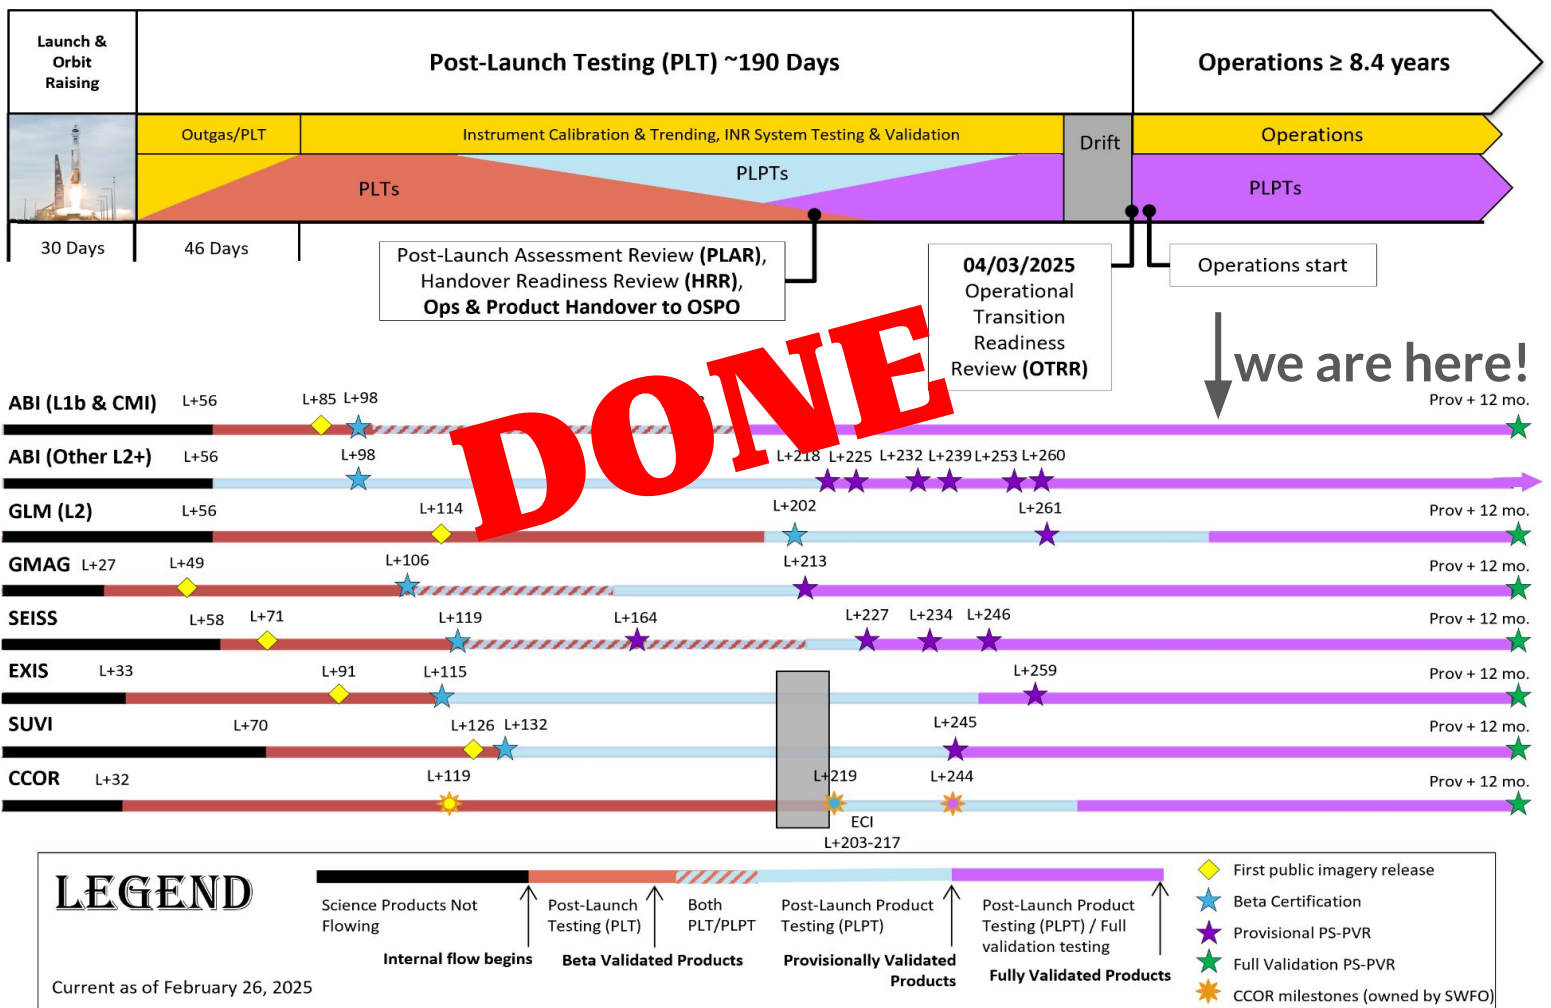 Launch &
Orbit
Raising
Post-Launch Testing (PLT) ~190 Days
Operations ≥ 8.4 years
Outgas/PLT
Instrument Calibration & Trending, INR System Testing & Validation
Drift
Operations
PLTs
PLPTs
PLPTs
30 Days
46 Days
Post-Launch Assessment Review (PLAR),
Handover Readiness Review (HRR),
Ops & Product Handover to OSPO
04/03/2025
Operational
Transition
Readiness
Review (OTRR)
Operations start
DONE
we are here!
ABI (L1b & CMI)
L+56
L+85
L+98
Prov + 12 mo.
ABI (Other L2+)
L+56
L+98
L+218
L+225
L+232
L+239
L+253
L+260
GLM (L2)
L+56
L+114
L+202
L+261
Prov + 12 mo.
GMAG
L+27
L+49
L+106
L+213
Prov + 12 mo.
SEISS
L+58
L+71
L+119
L+164
L+227
L+234
L+246
Prov + 12 mo.
EXIS
L+33
L+91
L+115
L+259
Prov + 12 mo.
SUVI
L+70
L+126
L+132
L+245
Prov + 12 mo.
CCOR
L+32
L+119
L+219
L+244
Prov + 12 mo.
ECI
L+203-217
LEGEND
Science Products Not
Flowing
Internal flow begins
Post-Launch
Testing (PLT)
Beta Validated Products
Both
PLT/PLPT
Post-Launch Product
Testing (PLPT)
Provisionally Validated
Products
Post-Launch Product
Testing (PLPT) / Full
validation testing
Fully Validated Products
First public imagery release
Beta Certification
Provisional PS-PVR
Full Validation PS-PVR
CCOR milestones (owned by SWFO)
Current as of February 26, 2025